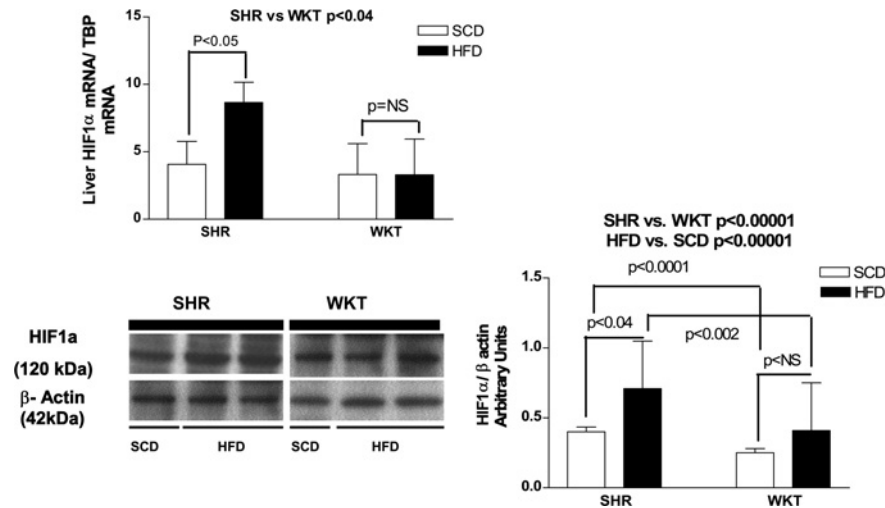 SHR vs WKT p<0.04
SCD
HFD
P<0.05
p=NS
Liver HIF1α mRNA/ TBP
mRNA
15
10
5
0
SHR
WKT
SHR
WKT
HIF1a
(120 kDa)
β- Actin
(42kDa)
SCD
HFD
SCD
HFD
SHR vs. WKT p<0.00001
HFD vs. SCD p<0.00001
SCD
HFD
p<0.0001
p<0.04
p<0.002
p<NS
HIF1α/ β actin
Arbitrary Units
1.5
1.0
0.5
0.0
SHR
WKT